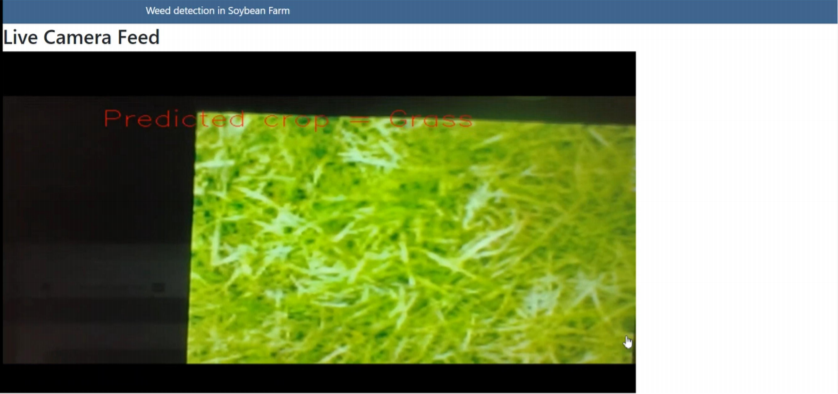 Weed detection in Soybean Farm
Live Camera Feed
Predicted crop = Grass